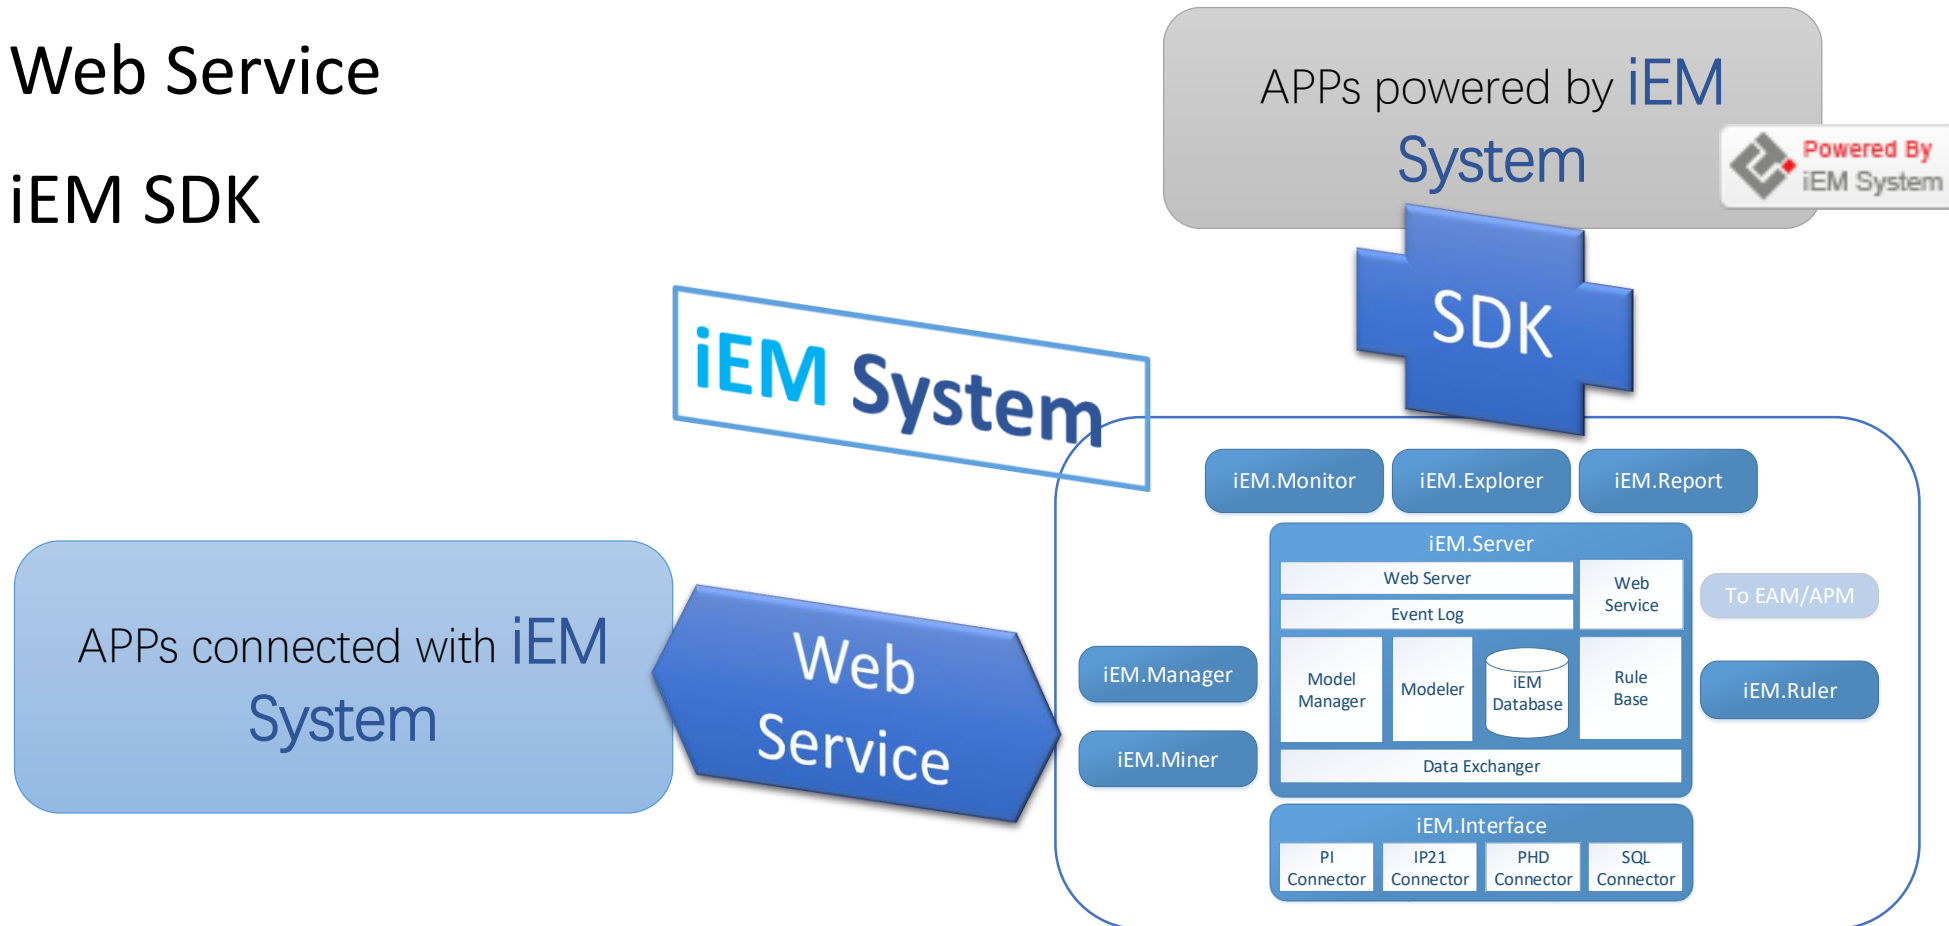 Web Service
iEM SDK
APPs powered by iEM
System
Powered By
iEM System
SDK
iEM System
iEM.Monitor
iEM.Explorer
iEM.Report
iEM.Server
Web Server
Event Log
Web
Service
To EAM/APM
APPs connected with iEM
System
Web
Service
iEM.Manager
iEM.Miner
Model
Manager
Modeler
iEM
Database
Rule
Base
iEM.Ruler
Data Exchanger
iEM.Interface
PI
Connector
IP21
Connector
PHD
Connector
SQL
Connector